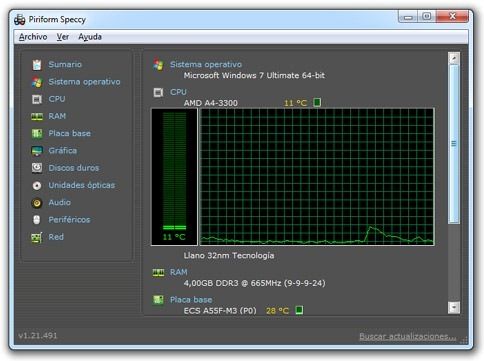 Piriform Speccy
Archivo Ver Ayuda
Sumario
Sistema operativo
CPU
RAM
Placa base
Gráfica
Discos duros
Unidades ópticas
Audio
Periféricos
Red
Sistema operativo
Microsoft Windows 7 Ultimate 64-bit
CPU
AMD A4-3300 11 °C
11 °C
Llano 32nm Tecnología
RAM
4,00GB DDR3 @ 665MHz (9-9-9-24)
Placa base
ECS A55F-M3 (P0) 28 °C
v1.21.491
Buscar actualizaciones...